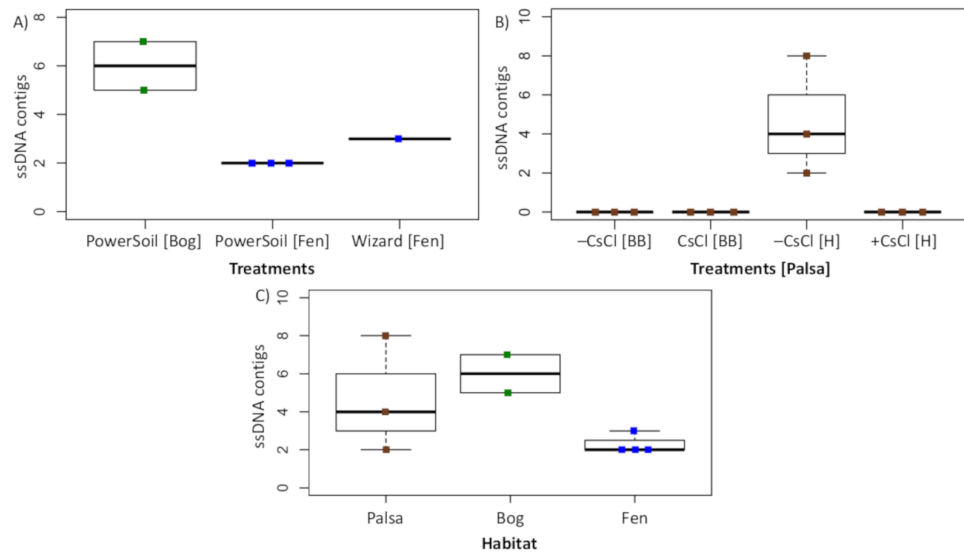 A)
8
6
4
2
0
ssDNA contigs
PowerSoil [Bog] PowerSoil [Fen] Wizard [Fen]
Treatments
B)
10
8
6
4
2
0
ssDNA contigs
–CsCl [BB] CsCl [BB] –CsCl [H] +CsCl [H]
Treatments [Palsa]
C)
10
8
6
4
2
0
ssDNA contigs
Palsa Bog Fen
Habitat